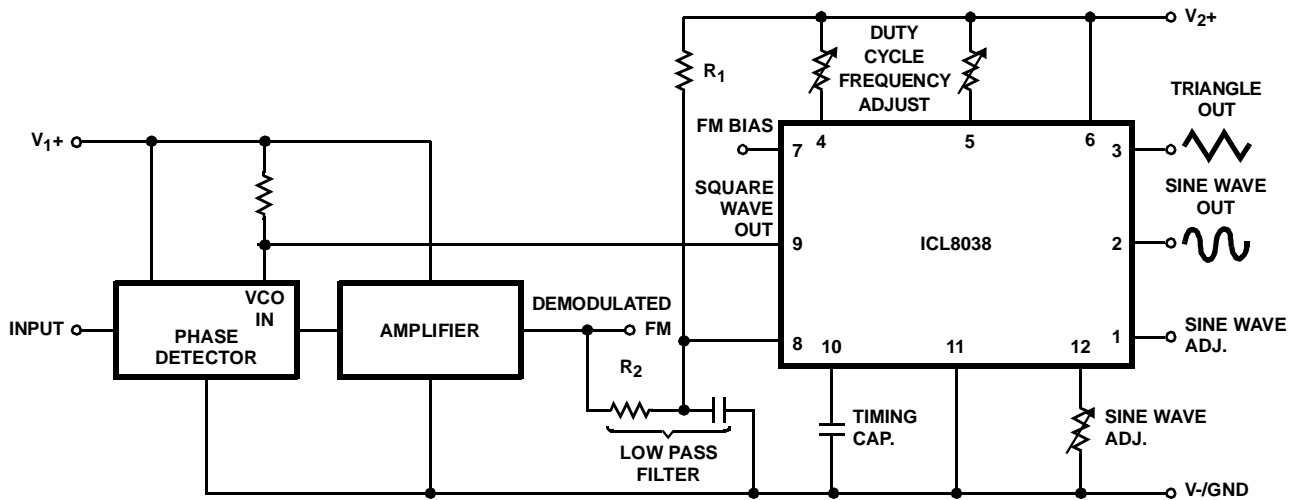 V2+
DUTY
CYCLE
FREQUENCY
ADJUST
R1
V1+
FM BIAS
7
4
5
6
3
TRIANGLE
OUT
SQUARE
WAVE
OUT
9
ICL8038
2
SINE WAVE
OUT
INPUT
PHASE
DETECTOR
VCO
IN
AMPLIFIER
DEMODULATED
FM
8
10
11
12
1
SINE WAVE
ADJ.
R2
LOW PASS
FILTER
TIMING
CAP.
SINE WAVE
ADJ.
V-/GND